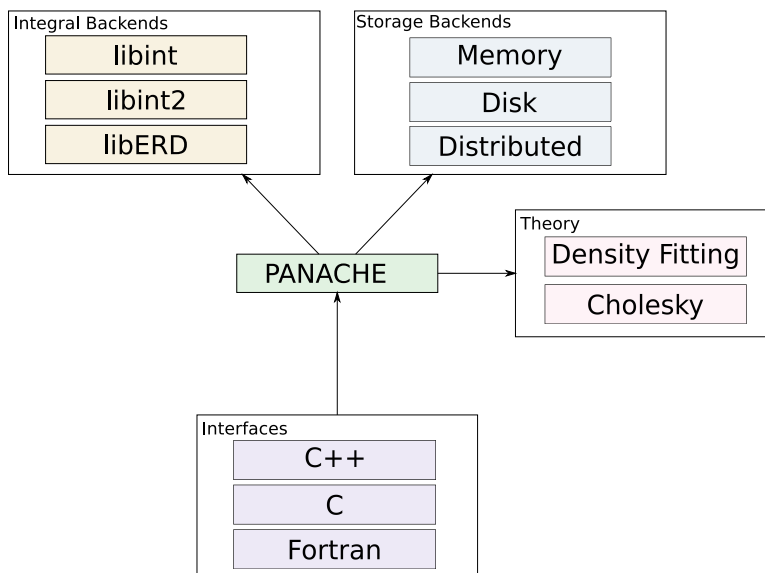 Integral Backends
libint
libint2
libERD
Storage Backends
Memory
Disk
Distributed
Theory
Density Fitting
Cholesky
PANACHE
Interfaces
C++
C
Fortran